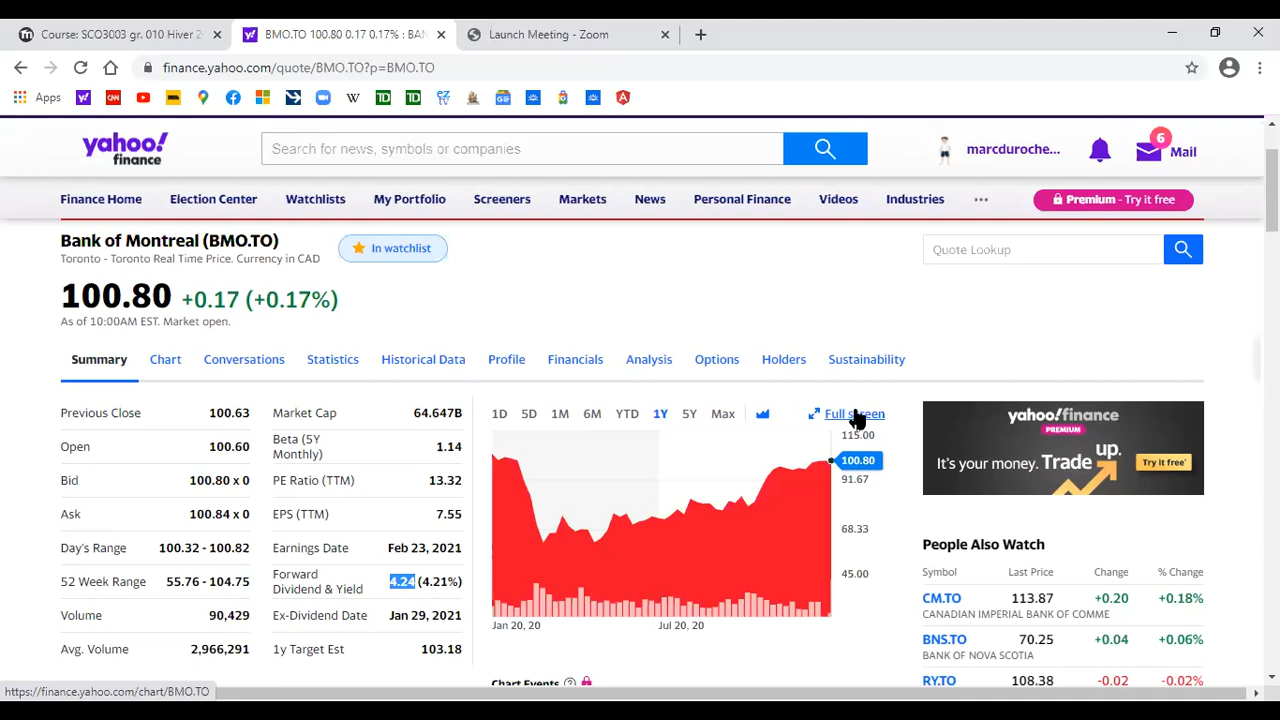 Course: SCO3003 gr. 010 Hiver 2
BMO.TO 100.80 0.17 0.17% : BAN
Launch Meeting - Zoom
finance.yahoo.com/quote/BMO.TO?p=BMO.TO
Apps
yahoo!
finance
Search for news, symbols or companies
marcduroche...
6
Mail
Finance Home
Election Center
Watchlists
My Portfolio
Screeners
Markets
News
Personal Finance
Videos
Industries
...
Premium - Try it free
Bank of Montreal (BMO.TO)
Toronto - Toronto Real Time Price. Currency in CAD
In watchlist
Quote Lookup
100.80 +0.17 (+0.17%)
As of 10:00AM EST. Market open.
Summary
Chart
Conversations
Statistics
Historical Data
Profile
Financials
Analysis
Options
Holders
Sustainability
Previous Close 100.63
Open 100.60
Bid 100.80 x 0
Ask 100.84 x 0
Day's Range 100.32 - 100.82
52 Week Range 55.76 - 104.75
Volume 90,429
Avg. Volume 2,966,291
Market Cap 64.647B
Beta (5Y
Monthly) 1.14
PE Ratio (TTM) 13.32
EPS (TTM) 7.55
Earnings Date Feb 23, 2021
Forward
Dividend & Yield 4.24 (4.21%)
Ex-Dividend Date Jan 29, 2021
1y Target Est 103.18
1D 5D 1M 6M YTD 1Y 5Y Max
Full screen
115.00
100.80
91.67
68.33
45.00
Jan 20, 20
Jul 20, 20
Chart Events
yahoo!finance
PREMIUM
It's your money. Trade up.
Try it free
People Also Watch
Symbol Last Price Change % Change
CM.TO 113.87 +0.20 +0.18%
CANADIAN IMPERIAL BANK OF COMME
BNS.TO 70.25 +0.04 +0.06%
BANK OF NOVA SCOTIA
RY.TO 108.38 -0.02 -0.02%
https://finance.yahoo.com/chart/BMO.TO